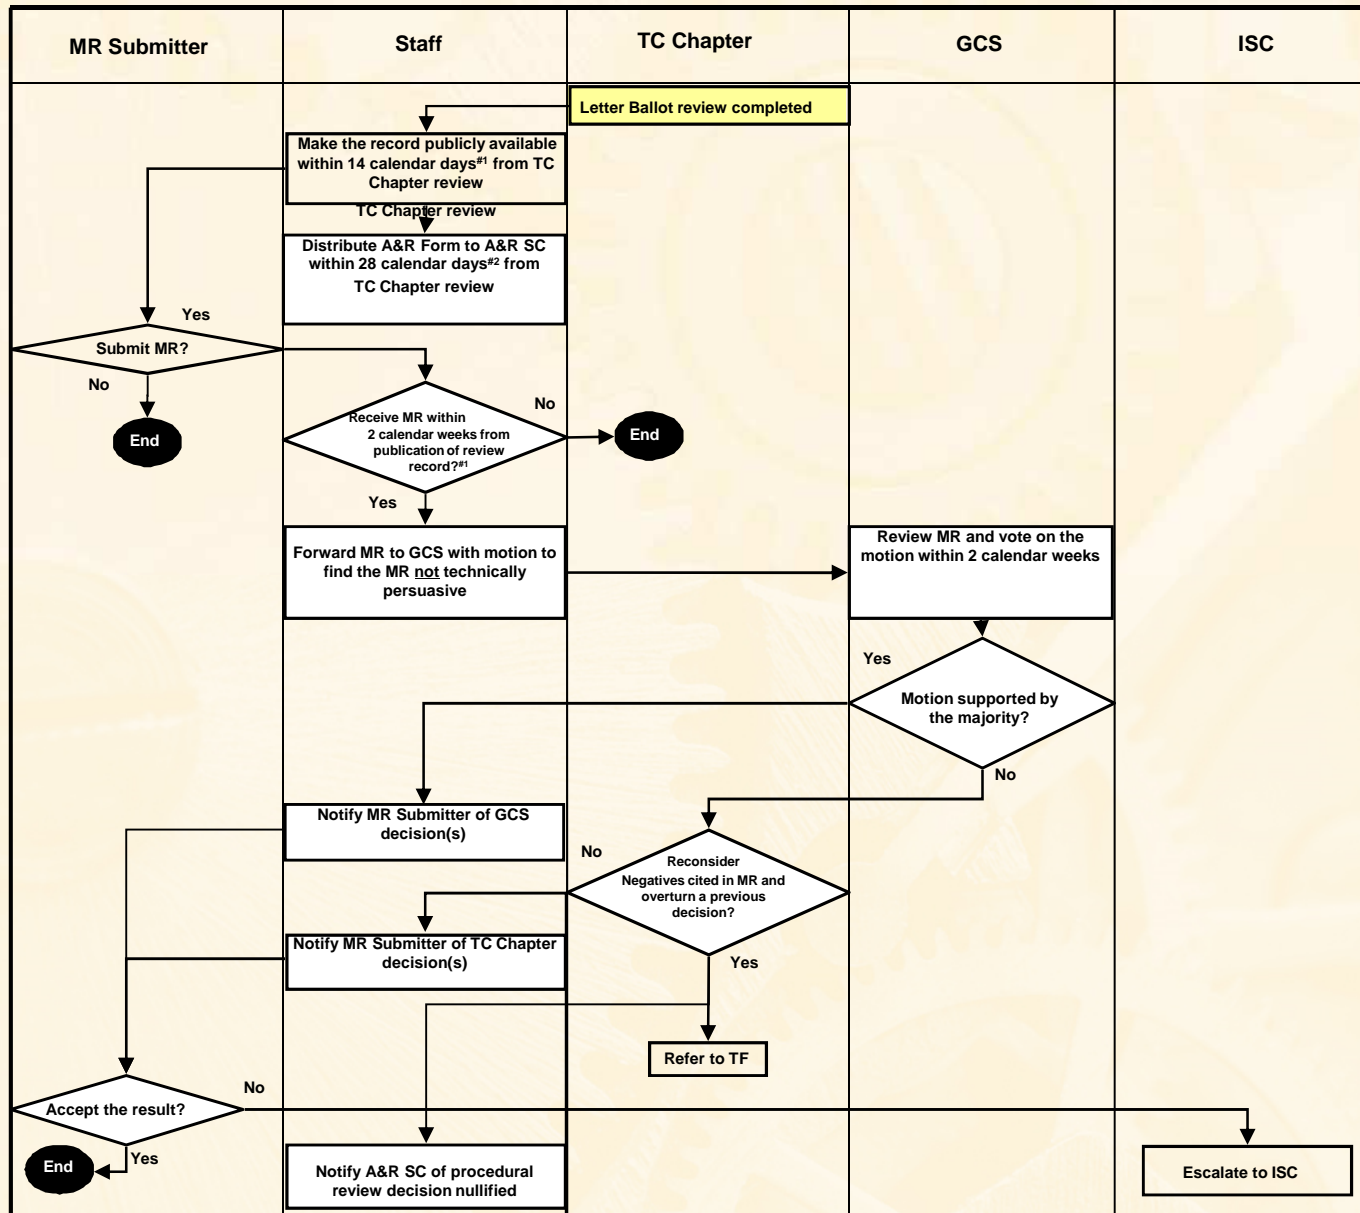 MR Submitter
Staff
TC Chapter
GCS
ISC
Letter Ballot review completed
Make the record publicly available
within 14 calendar days#1 from TC
Chapter review
TC Chapter review
Distribute A&R Form to A&R SC
within 28 calendar days#2 from
TC Chapter review
Yes
Submit MR?
No
End
Receive MR within
2 calendar weeks from
publication of review
record?#1
No
End
Yes
Forward MR to GCS with motion to
find the MR not technically
persuasive
Review MR and vote on the
motion within 2 calendar weeks
Yes
Motion supported by
the majority?
No
Notify MR Submitter of GCS
decision(s)
No
Reconsider
Negatives cited in MR and
overturn a previous
decision?
Notify MR Submitter of TC Chapter
decision(s)
Yes
Refer to TF
No
Accept the result?
Yes
End
Notify A&R SC of procedural
review decision nullified
Escalate to ISC